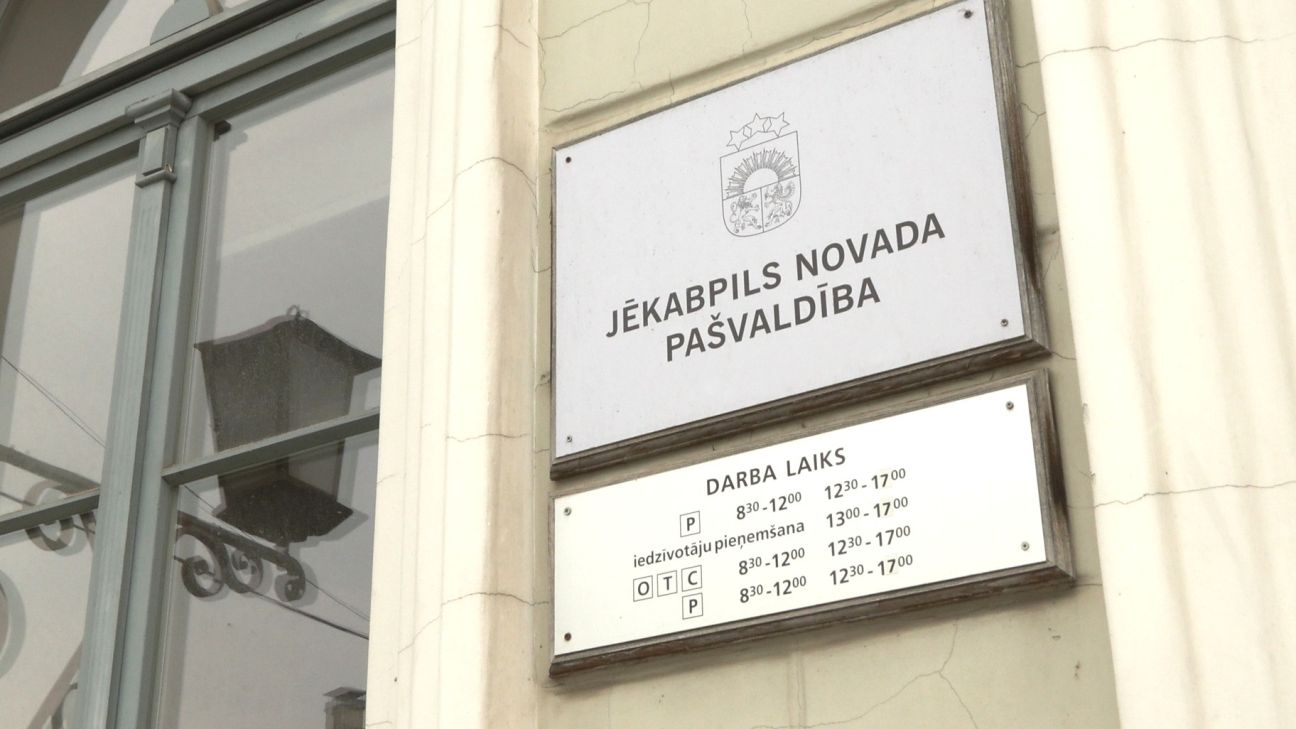 JĒKABPILS NOVADA
PAŠVALDĪBA
DARBA LAIKS
P 8³⁰-12⁰⁰ 12³⁰-17⁰⁰
iedzīvotāju pieņemšana 13⁰⁰-17⁰⁰
O T C 8³⁰-12⁰⁰ 12³⁰-17⁰⁰
P 8³⁰-12⁰⁰ 12³⁰-17⁰⁰